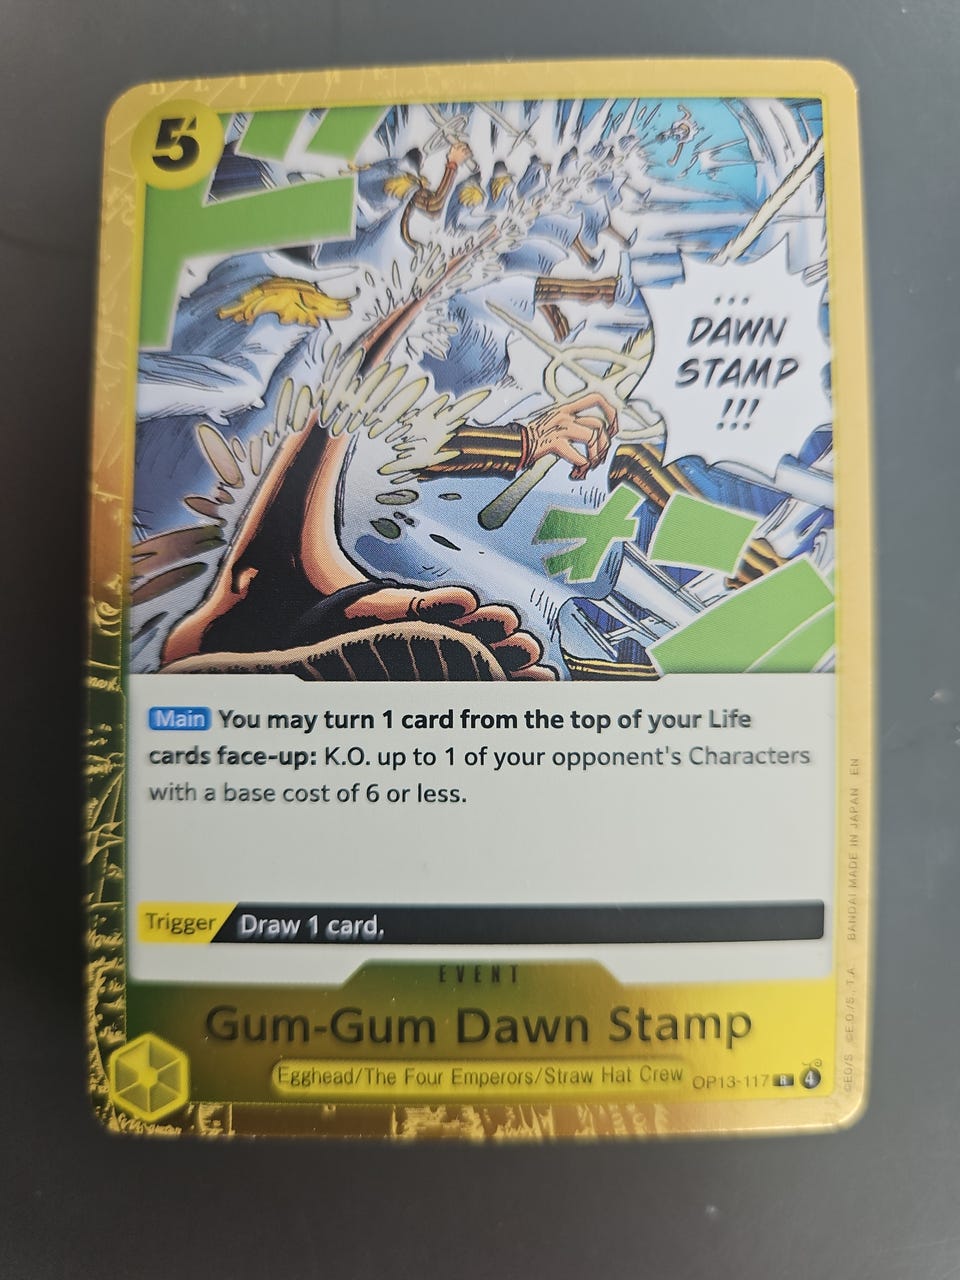 5
...
DAWN
STAMP
!!!
Main You may turn 1 card from the top of your Life
cards face-up: K.O. up to 1 of your opponent's Characters
with a base cost of 6 or less.
Trigger Draw 1 card.
EVENT
Gum-Gum Dawn Stamp
Egghead/The Four Emperors/Straw Hat Crew
OP13-117 R 4
©E.O/S ©E.O./S, T.A BANDAI MADE IN JAPAN EN